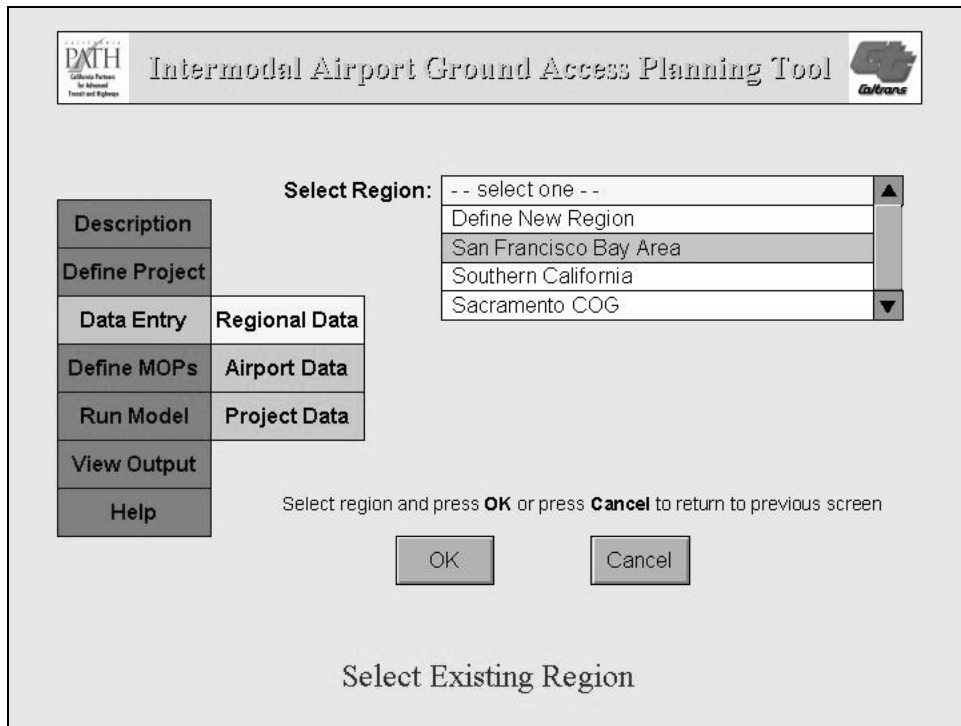 CALIFORNIA
PATH
California Partners
for Advanced
Transit and Highways
Intermodal Airport Ground Access Planning Tool
Caltrans
Select Region:
-- select one --
Define New Region
San Francisco Bay Area
Southern California
Sacramento COG
Description
Define Project
Data Entry
Regional Data
Define MOPs
Airport Data
Run Model
Project Data
View Output
Help
Select region and press OK or press Cancel to return to previous screen
OK
Cancel
Select Existing Region